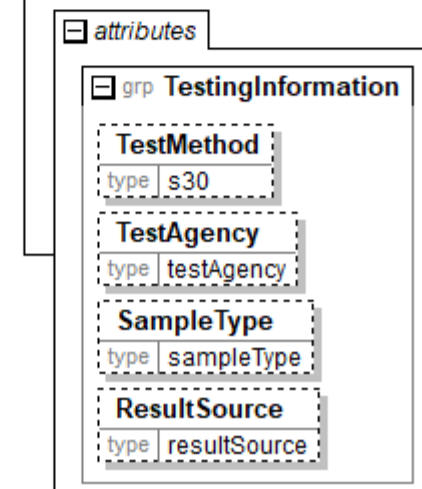 attributes
grp TestingInformation
TestMethod
type s30
TestAgency
type testAgency
SampleType
type sampleType
ResultSource
type resultSource